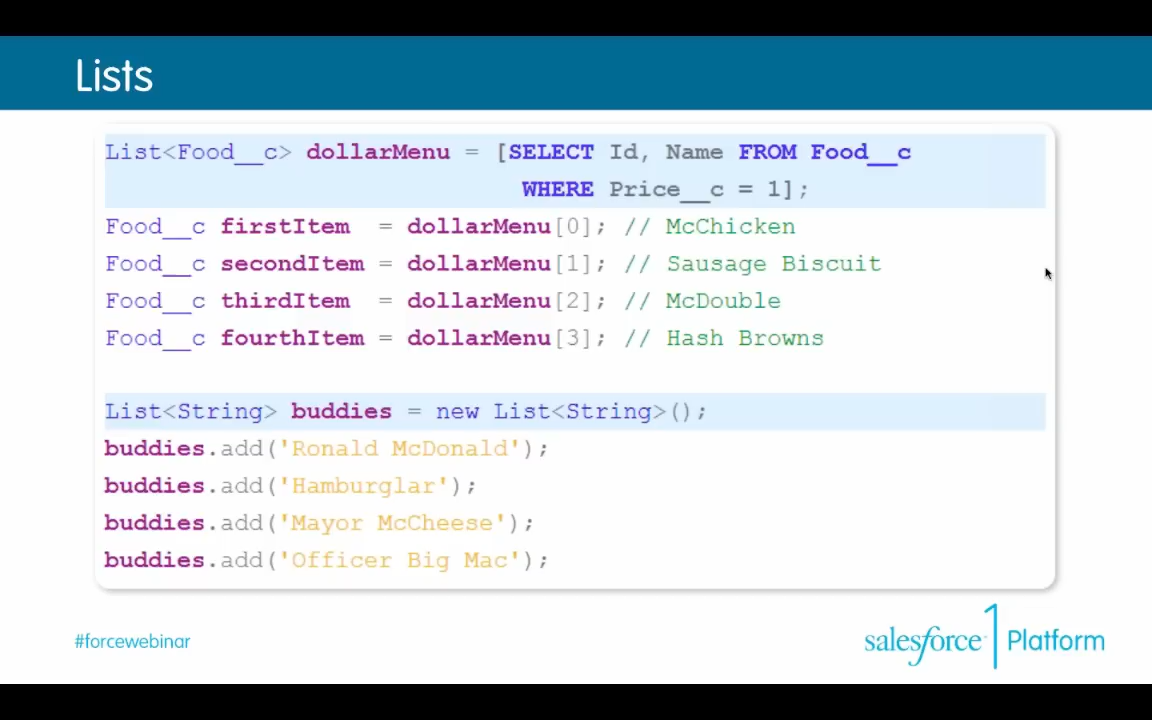 Lists
List<Food__c> dollarMenu = [SELECT Id, Name FROM Food__c
WHERE Price__c = 1];
Food__c firstItem = dollarMenu[0]; // McChicken
Food__c secondItem = dollarMenu[1]; // Sausage Biscuit
Food__c thirdItem = dollarMenu[2]; // McDouble
Food__c fourthItem = dollarMenu[3]; // Hash Browns
List<String> buddies = new List<String>();
buddies.add('Ronald McDonald');
buddies.add('Hamburglar');
buddies.add('Mayor McCheese');
buddies.add('Officer Big Mac');
#forcewebinar
salesforce1 Platform